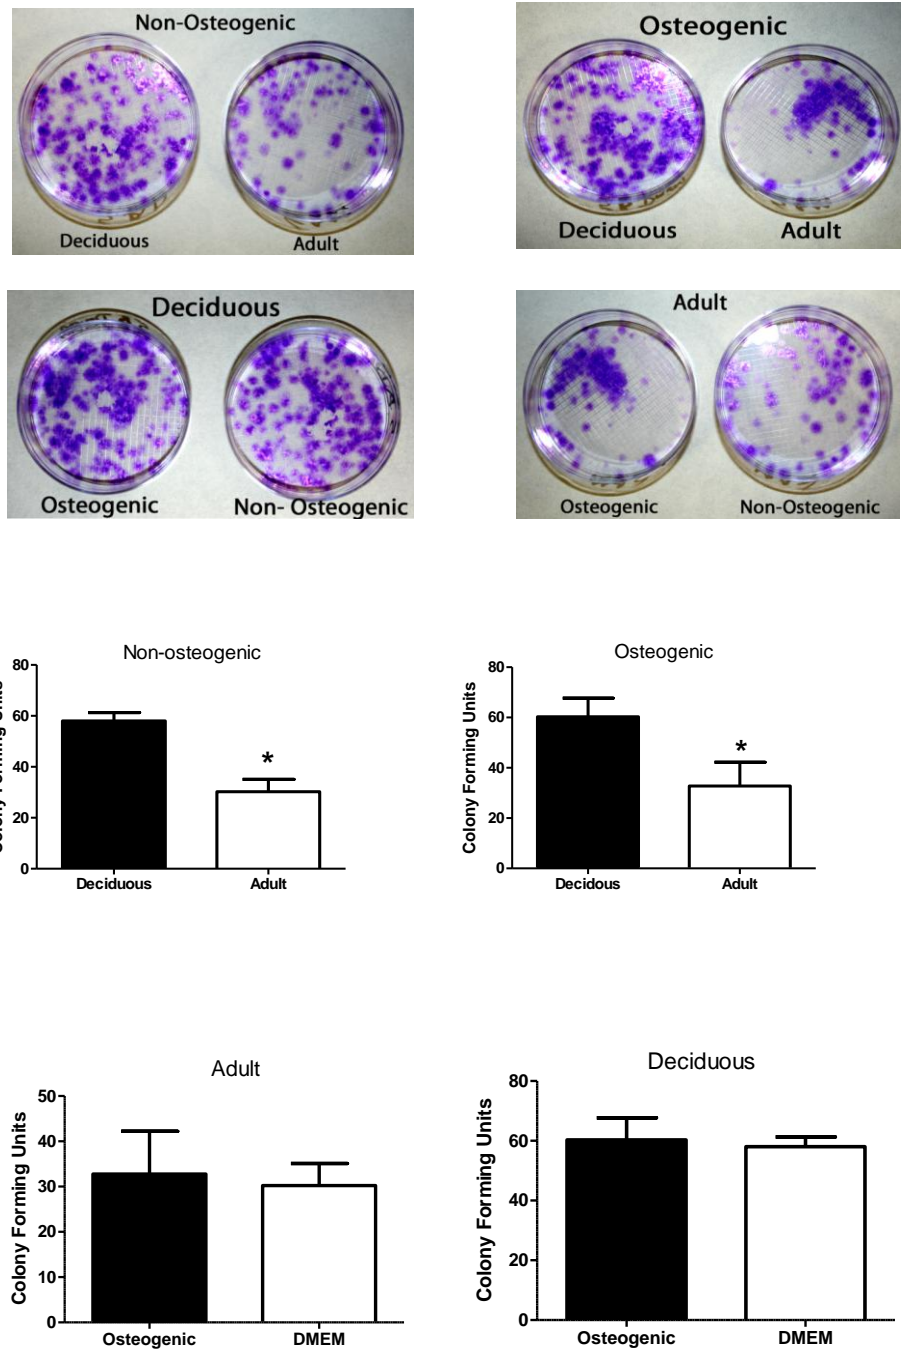 Non-Osteogenic
Deciduous
Adult
Osteogenic
Deciduous
Adult
Deciduous
Osteogenic
Non- Osteogenic
Adult
Osteogenic
Non-Osteogenic
Non-osteogenic
80
60
40
20
0
Colony Forming Units
Deciduous
Adult
*
Osteogenic
80
60
40
20
0
Colony Forming Units
Decidous
Adult
*
Adult
50
40
30
20
10
0
Colony Forming Units
Osteogenic
DMEM
Deciduous
80
60
40
20
0
Colony Forming Units
Osteogenic
DMEM